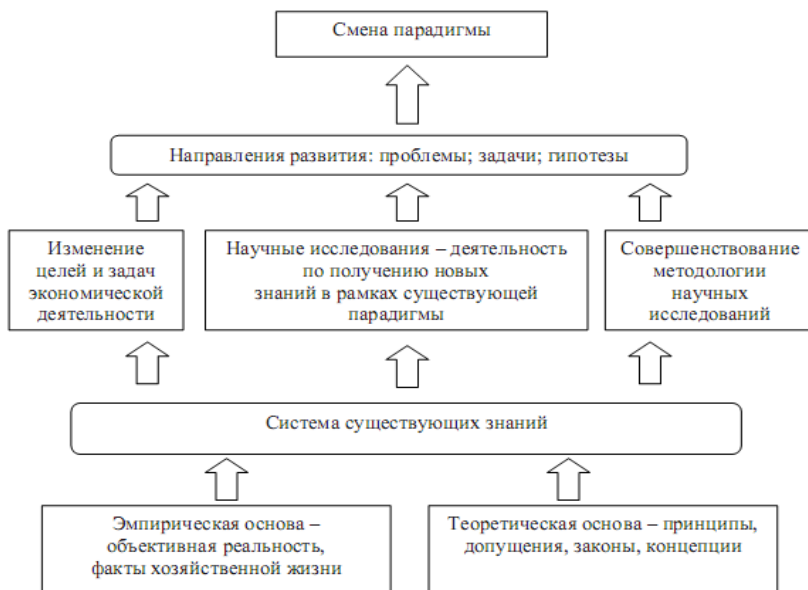 Смена парадигмы
Направления развития: проблемы; задачи; гипотезы
Изменение
целей и задач
экономической
деятельности
Научные исследования – деятельность
по получению новых
знаний в рамках существующей
парадигмы
Совершенствование
методологии
научных
исследований
Система существующих знаний
Эмпирическая основа –
объективная реальность,
факты хозяйственной жизни
Теоретическая основа – принципы,
допущения, законы, концепции